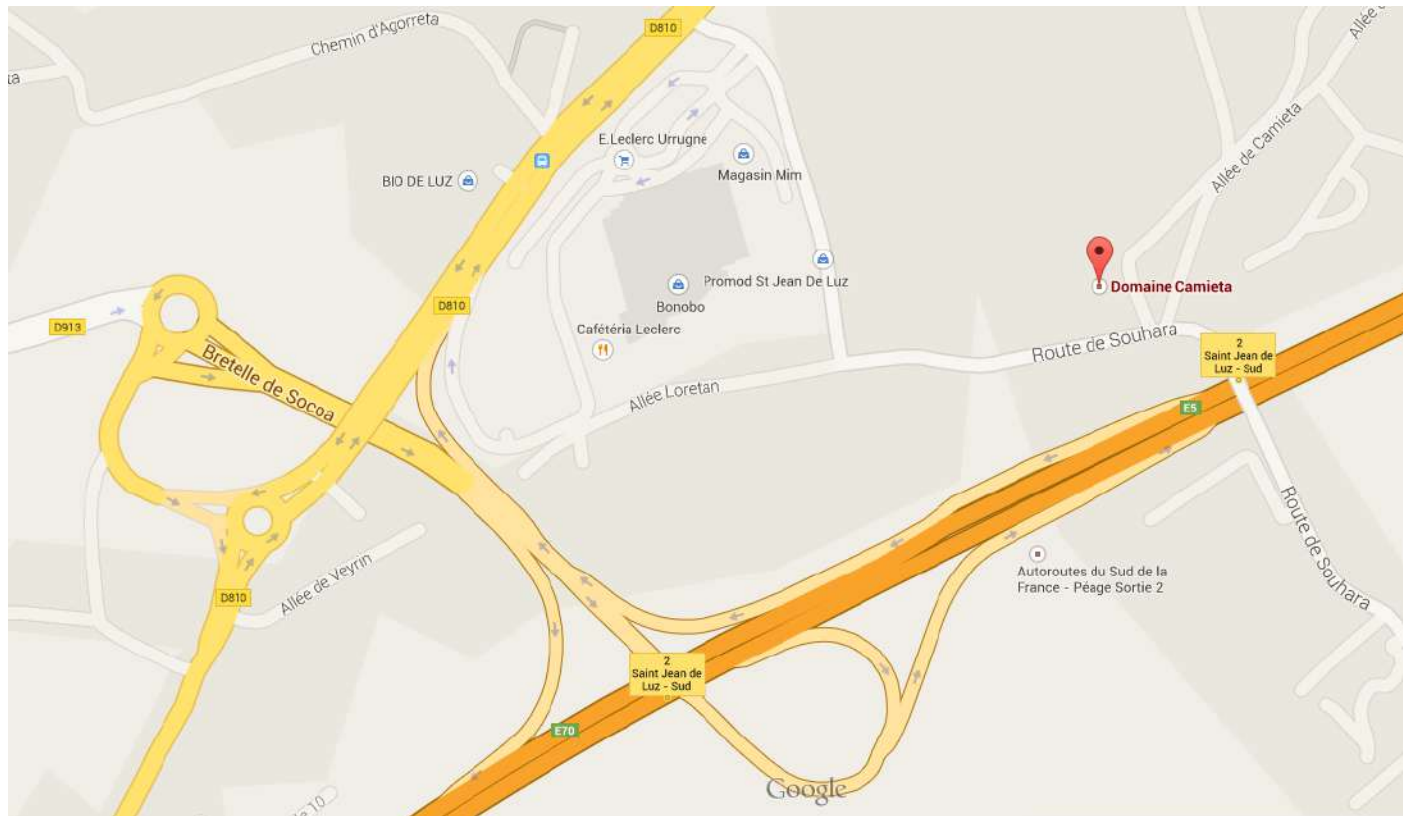 Chemin d'Agorreta
D810
Allée
ta
E.Leclerc Urrugne
BIO DE LUZ
Magasin Mim
Allée de Camieta
Promod St Jean De Luz
Bonobo
Domaine Camieta
D810
D913
Cafétéria Leclerc
Bretelle de Socoa
Route de Souhara
2
Saint Jean de
Luz - Sud
Allée Loretan
E5
Route de Souhara
Autoroutes du Sud de la
France - Péage Sortie 2
Allée de Veyrin
D810
2
Saint Jean de
Luz - Sud
E70
10
Google